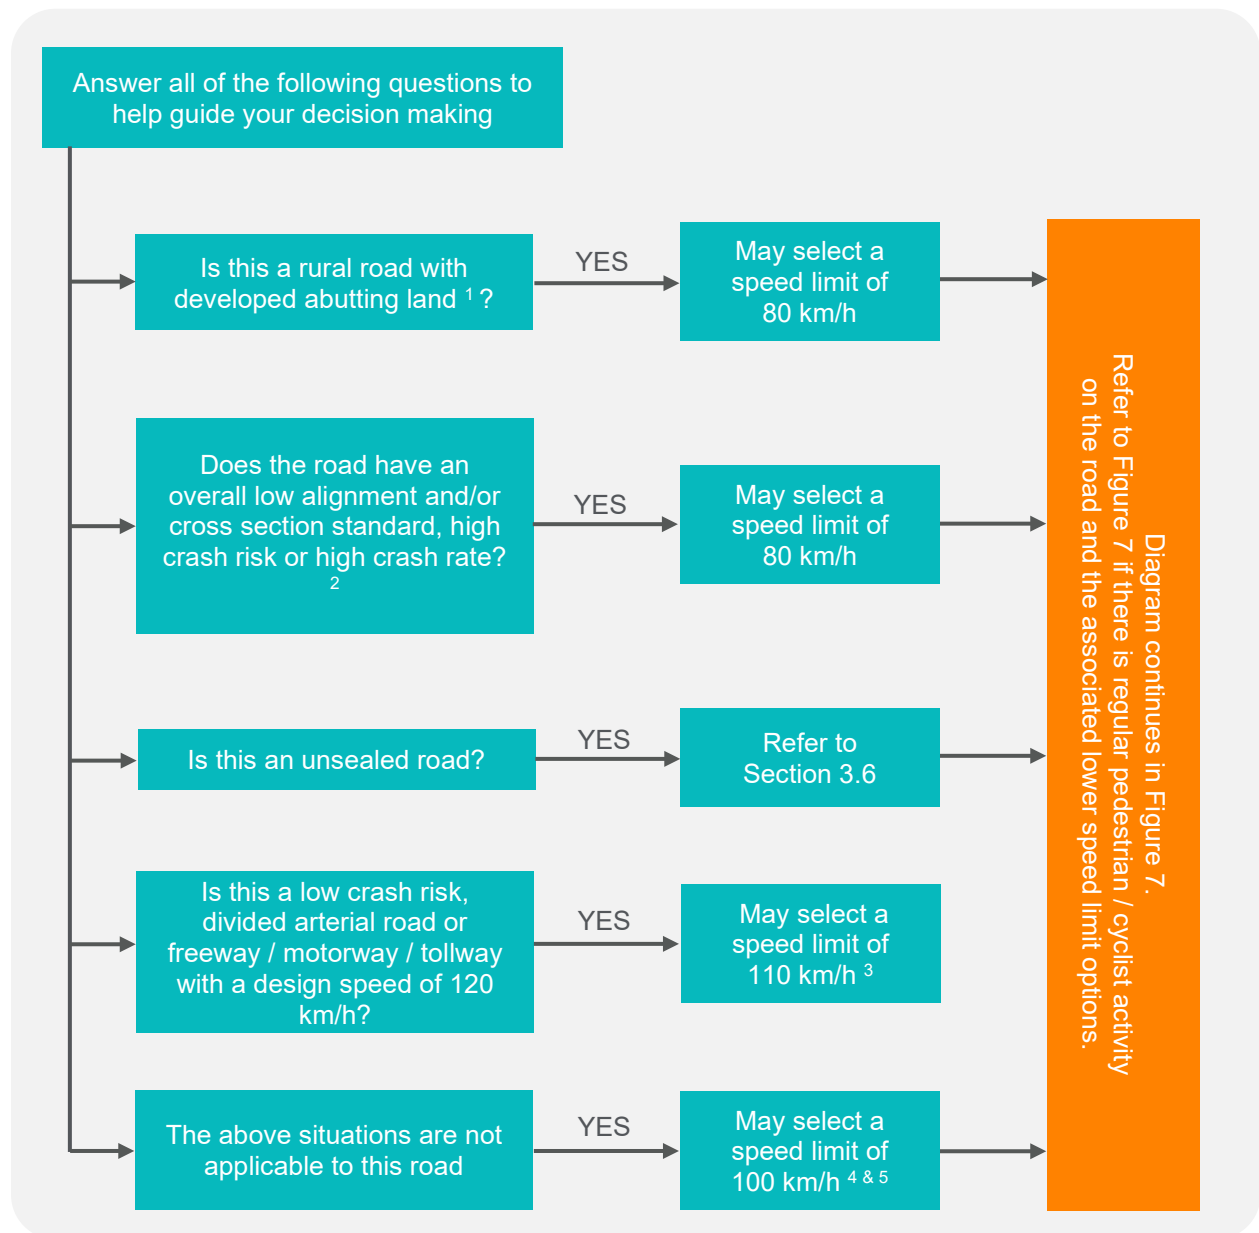 Answer all of the following questions to
help guide your decision making
Is this a rural road with
developed abutting land 1 ?
YES
May select a
speed limit of
80 km/h
Does the road have an
overall low alignment and/or
cross section standard, high
crash risk or high crash rate?
2
YES
May select a
speed limit of
80 km/h
Is this an unsealed road?
YES
Refer to
Section 3.6
Is this a low crash risk,
divided arterial road or
freeway / motorway / tollway
with a design speed of 120
km/h?
YES
May select a
speed limit of
110 km/h 3
The above situations are not
applicable to this road
YES
May select a
speed limit of
100 km/h 4 & 5
Diagram continues in Figure 7.
Refer to Figure 7 if there is regular pedestrian / cyclist activity
on the road and the associated lower speed limit options.